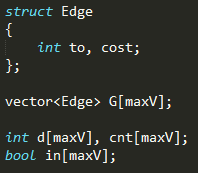 struct Edge
{
    int to, cost;
};
vector<Edge> G[maxV];
int d[maxV], cnt[maxV];
bool in[maxV];